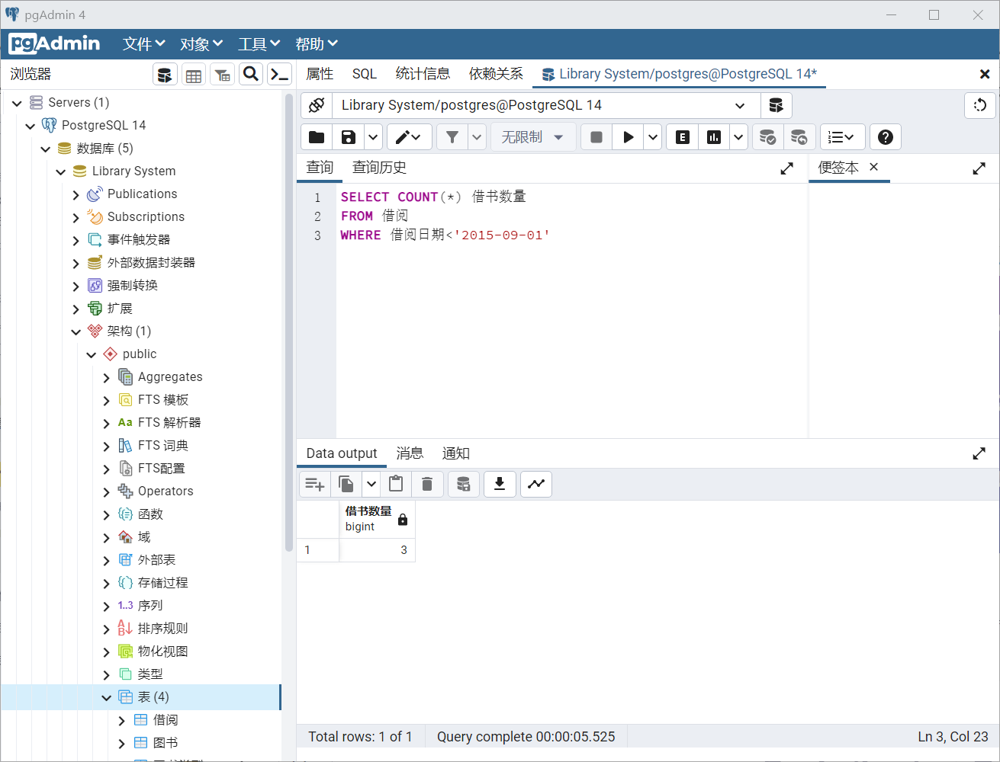 pgAdmin 4
pgAdmin 文件 对象 工具 帮助
浏览器
属性 SQL 统计信息 依赖关系 Library System/postgres@PostgreSQL 14*
Servers (1)
PostgreSQL 14
数据库 (5)
Library System
Publications
Subscriptions
事件触发器
外部数据封装器
强制转换
扩展
架构 (1)
public
Aggregates
FTS 模板
Aa FTS 解析器
FTS 词典
FTS配置
Operators
函数
域
外部表
存储过程
1..3 序列
排序规则
物化视图
类型
表 (4)
借阅
图书
Library System/postgres@PostgreSQL 14
无限制
E
查询 查询历史
便签本
1 SELECT COUNT(*) 借书数量
2 FROM 借阅
3 WHERE 借阅日期<'2015-09-01'
Data output 消息 通知
借书数量
bigint
1 3
Total rows: 1 of 1 Query complete 00:00:05.525 Ln 3, Col 23